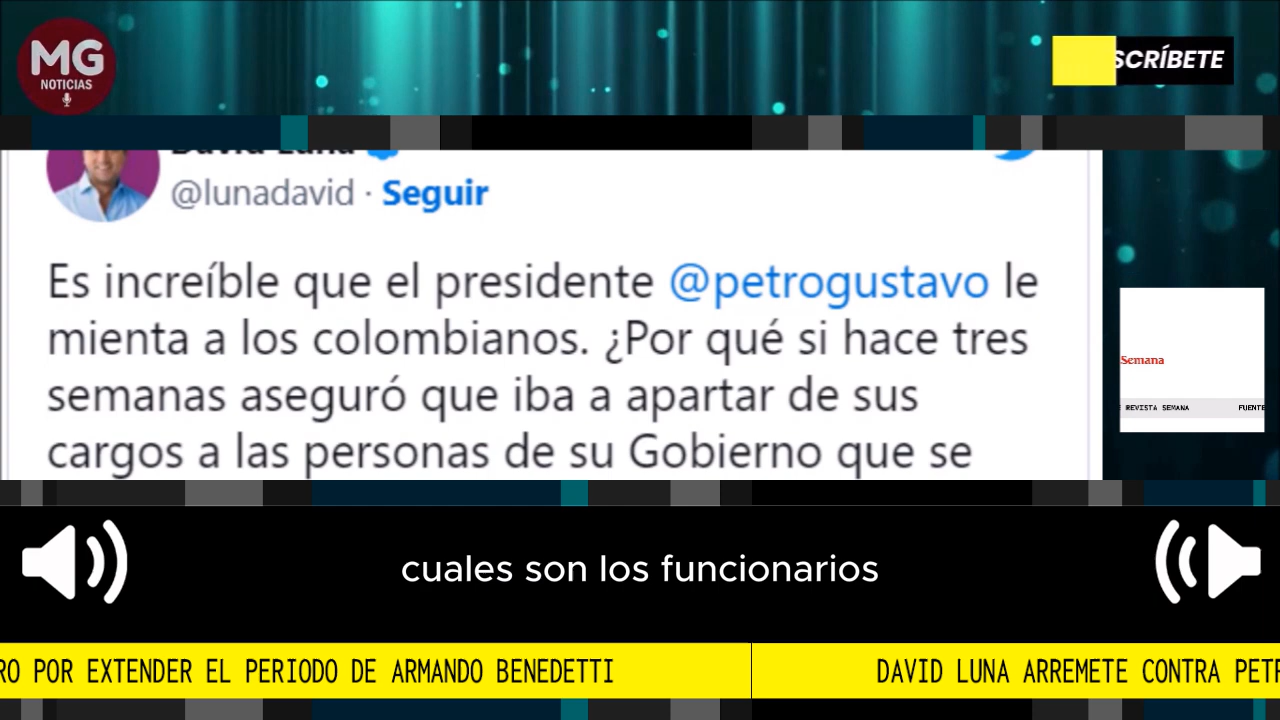 MG
NOTICIAS
SCRÍBETE
David Luna
@lunadavid · Seguir
Es increíble que el presidente @petrogustavo le
mienta a los colombianos. ¿Por qué si hace tres
semanas aseguró que iba a apartar de sus
cargos a las personas de su Gobierno que se
Semana
REVISTA SEMANA FUENTE
cuales son los funcionarios
RO POR EXTENDER EL PERIODO DE ARMANDO BENEDETTI
DAVID LUNA ARREMETE CONTRA PETR